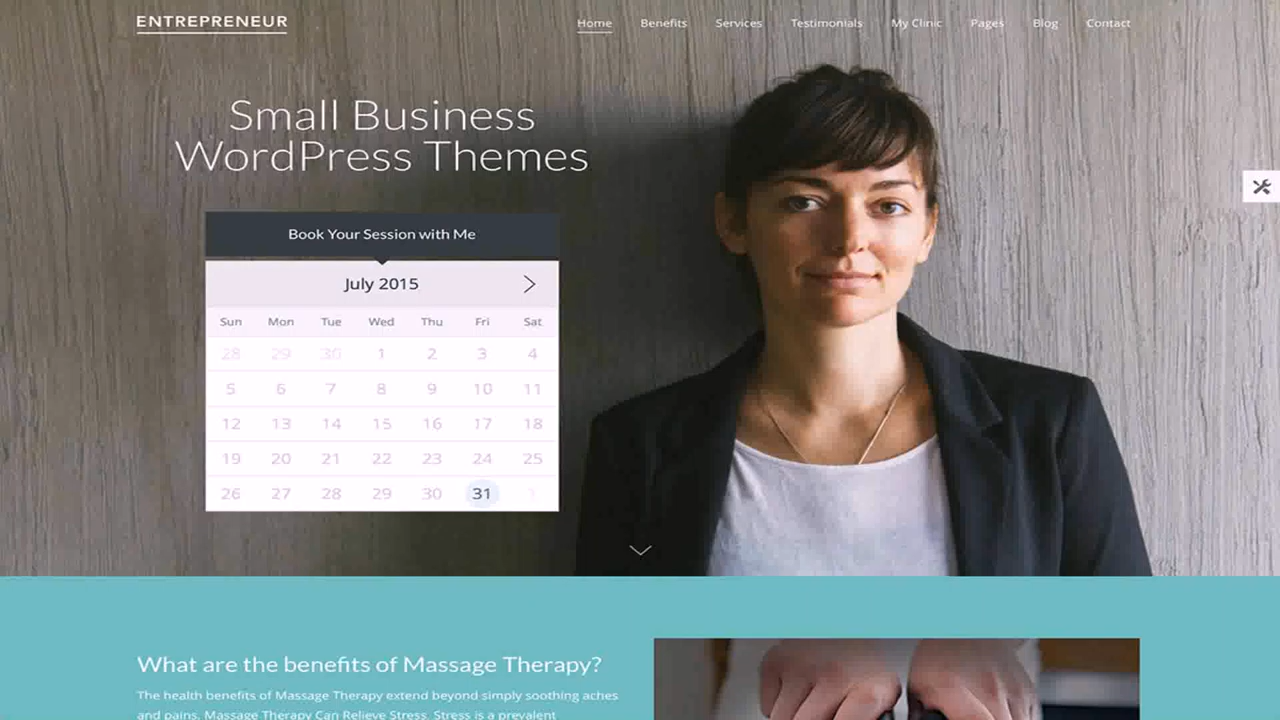 ENTREPRENEUR
Home Benefits Services Testimonials My Clinic Pages Blog Contact
Small Business
WordPress Themes
Book Your Session with Me
July 2015
Sun Mon Tue Wed Thu Fri Sat
28 29 30 1 2 3 4
5 6 7 8 9 10 11
12 13 14 15 16 17 18
19 20 21 22 23 24 25
26 27 28 29 30 31 1
What are the benefits of Massage Therapy?
The health benefits of Massage Therapy extend beyond simply soothing aches
and pains. Massage Therapy Can Relieve Stress. Stress is a prevalent